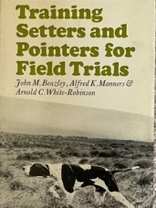 Training
Setters and
Pointers for
Field Trials
John M. Beazley, Alfred K. Manners &
Arnold C. White-Robinson